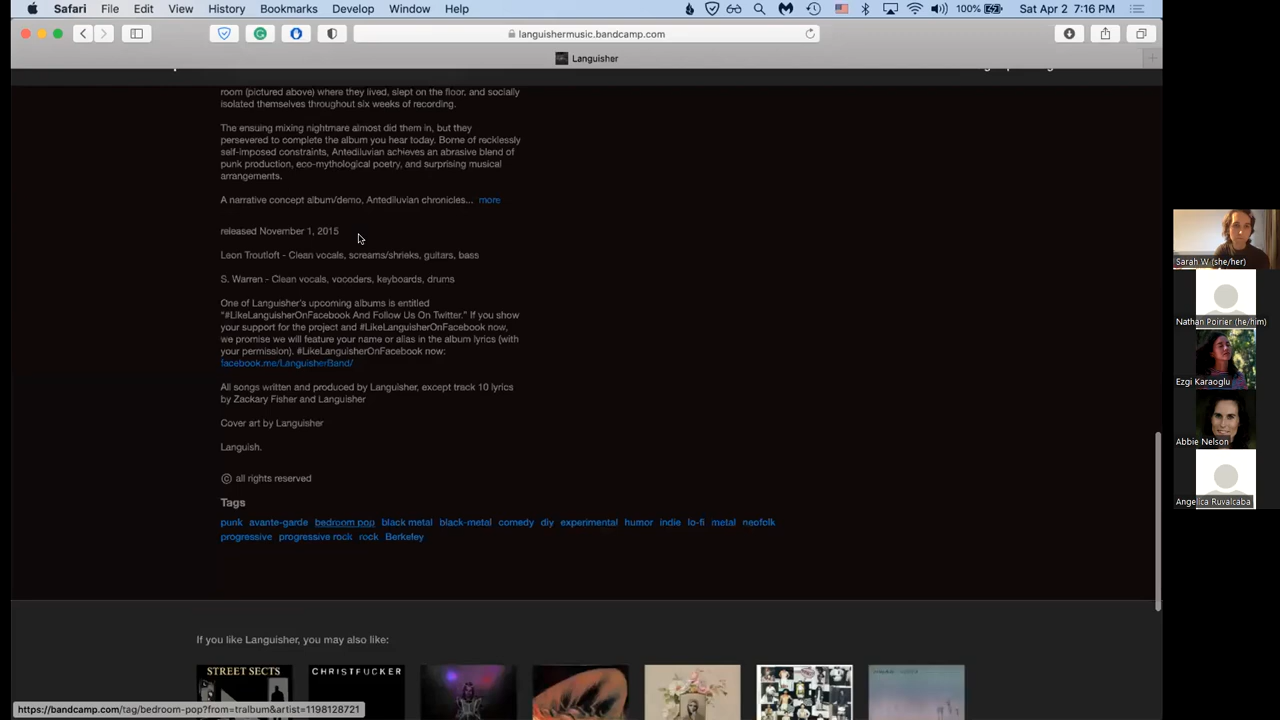 Safari File Edit View History Bookmarks Develop Window Help 100% Sat Apr 2 7:16 PM
languishermusic.bandcamp.com
Languisher
room (pictured above) where they lived, slept on the floor, and socially
isolated themselves throughout six weeks of recording.
The ensuing mixing nightmare almost did them in, but they
persevered to complete the album you hear today. Borne of recklessly
self-imposed constraints, Antediluvian achieves an abrasive blend of
punk production, eco-mythological poetry, and surprising musical
arrangements.
A narrative concept album/demo, Antediluvian chronicles... more
released November 1, 2015
Leon Troutloft - Clean vocals, screams/shrieks, guitars, bass
S. Warren - Clean vocals, vocoders, keyboards, drums
One of Languisher's upcoming albums is entitled
"#LikeLanguisherOnFacebook And Follow Us On Twitter." If you show
your support for the project and #LikeLanguisherOnFacebook now,
we promise we will feature your name or alias in the album lyrics (with
your permission). #LikeLanguisherOnFacebook now:
facebook.me/LanguisherBand/
All songs written and produced by Languisher, except track 10 lyrics
by Zackary Fisher and Languisher
Cover art by Languisher
Languish.
© all rights reserved
Tags
punk avante-garde bedroom pop black metal black-metal comedy diy experimental humor indie lo-fi metal neofolk
progressive progressive rock rock Berkeley
If you like Languisher, you may also like:
STREET SECTS CHRISTFUCKER
https://bandcamp.com/tag/bedroom-pop?from=tralbum&artist=1198128721
Sarah W (she/her)
Nathan Poirier (he/him)
Ezgi Karaoglu
Abbie Nelson
Angelica Ruvalcaba